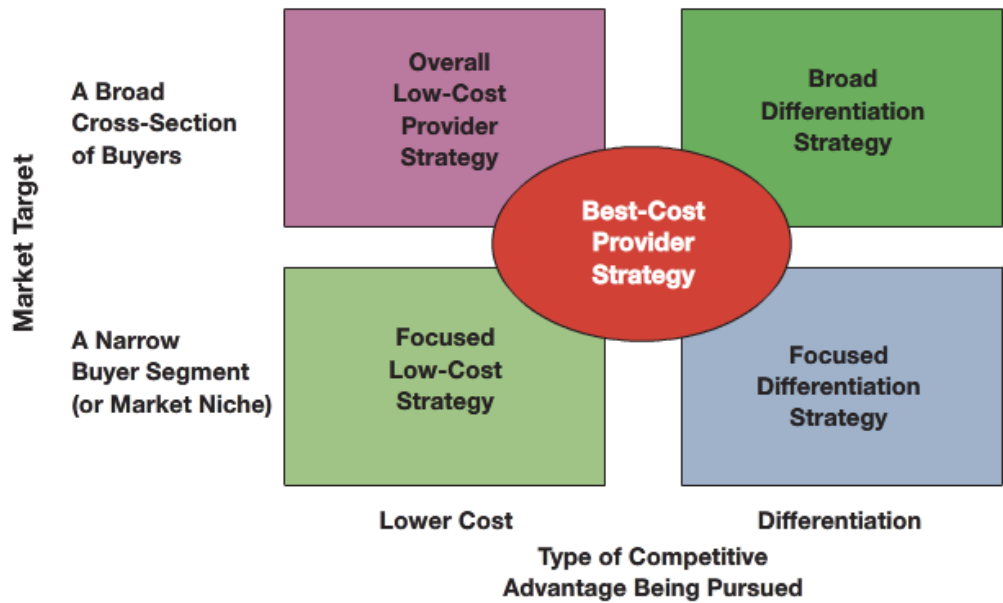 Market Target
A Broad
Cross-Section
of Buyers
Overall
Low-Cost
Provider
Strategy
Broad
Differentiation
Strategy
Best-Cost
Provider
Strategy
A Narrow
Buyer Segment
(or Market Niche)
Focused
Low-Cost
Strategy
Focused
Differentiation
Strategy
Lower Cost
Differentiation
Type of Competitive
Advantage Being Pursued